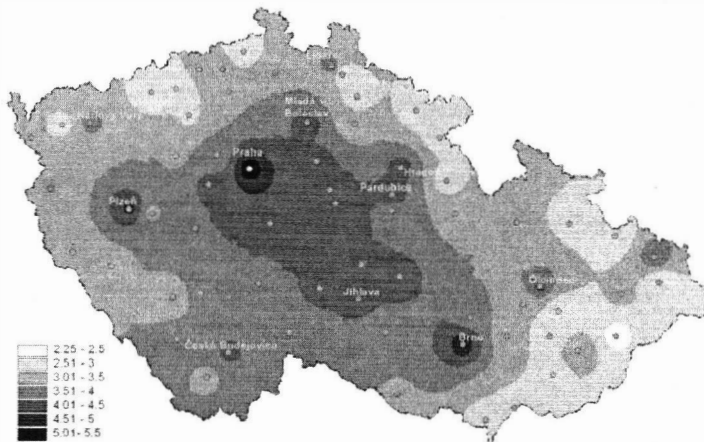 Mladá
Boleslav
Praha
Pardubice
Plzeň
Olomouc
Jihlava
Brno
České Budějovice
2.25 - 2.5
2.51 - 3
3.01 - 3.5
3.51 - 4
4.01 - 4.5
4.51 - 5
5.01 - 5.5